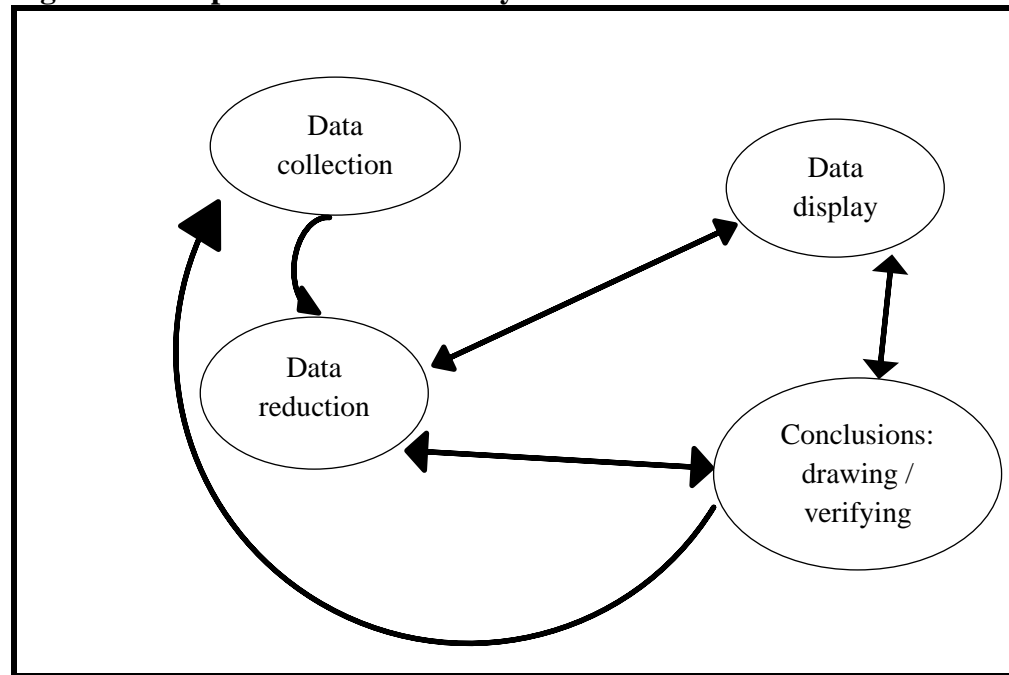 Data
collection
Data
display
Data
reduction
Conclusions:
drawing /
verifying